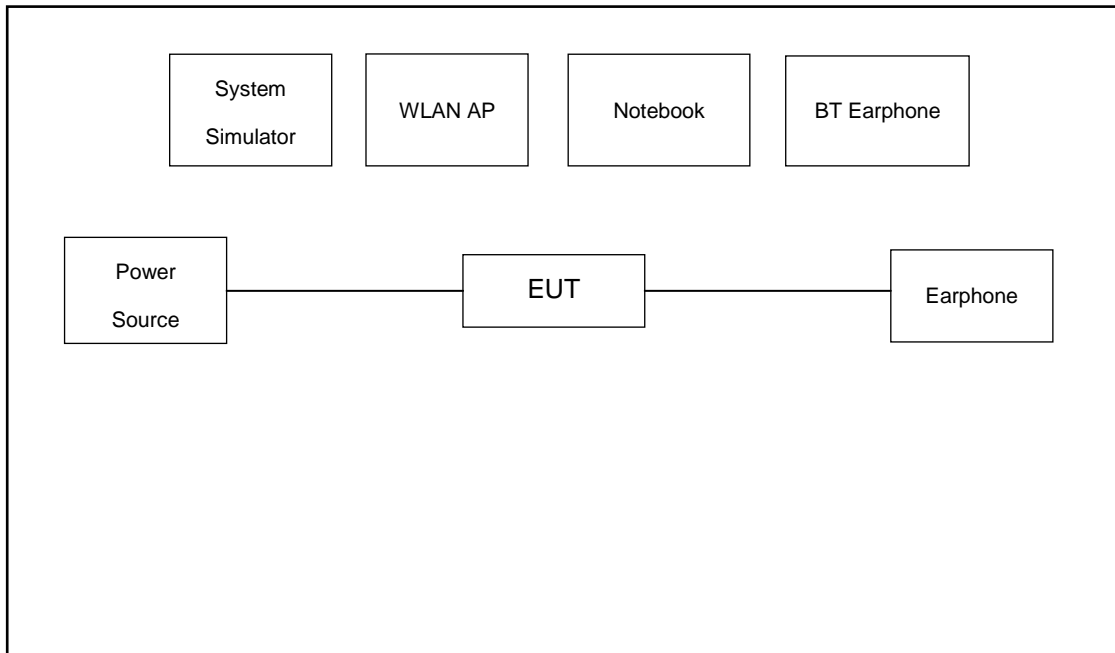 System
Simulator
WLAN AP
Notebook
BT Earphone
Power
Source
EUT
Earphone